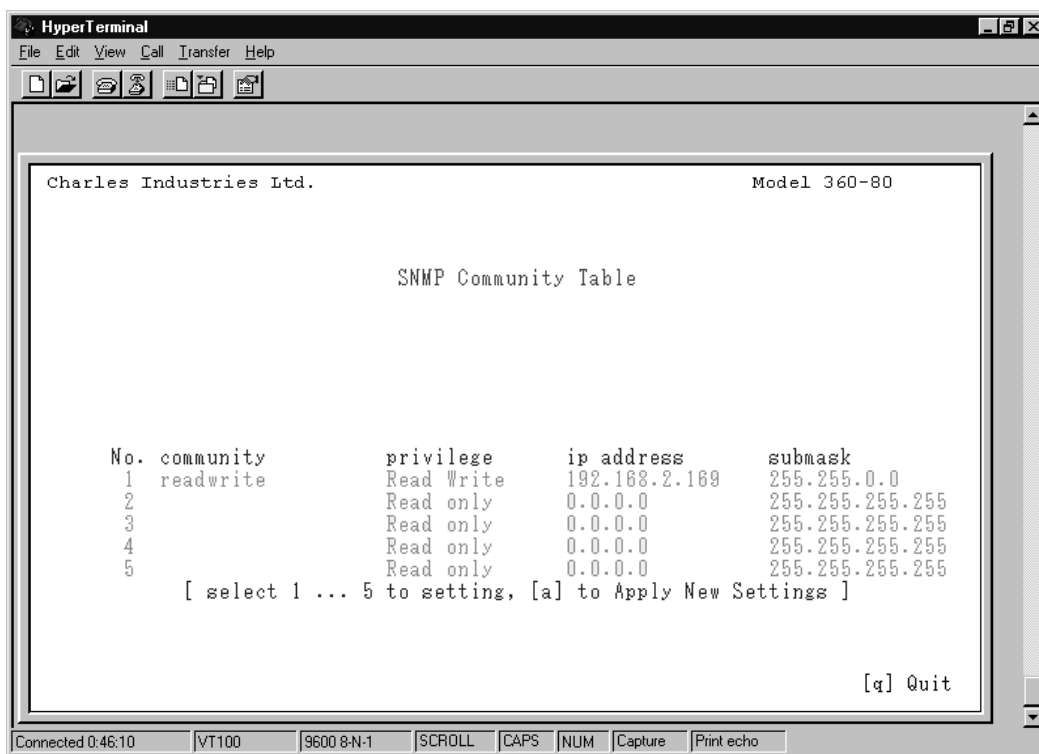 HyperTerminal
File Edit View Call Transfer Help
Charles Industries Ltd. Model 360-80
SNMP Community Table
No. community privilege ip address submask
1 readwrite Read Write 192.168.2.169 255.255.0.0
2 Read only 0.0.0.0 255.255.255.255
3 Read only 0.0.0.0 255.255.255.255
4 Read only 0.0.0.0 255.255.255.255
5 Read only 0.0.0.0 255.255.255.255
[ select 1 ... 5 to setting, [a] to Apply New Settings ]
[q] Quit
Connected 0:46:10 VT100 9600 8-N-1 SCROLL CAPS NUM Capture Print echo